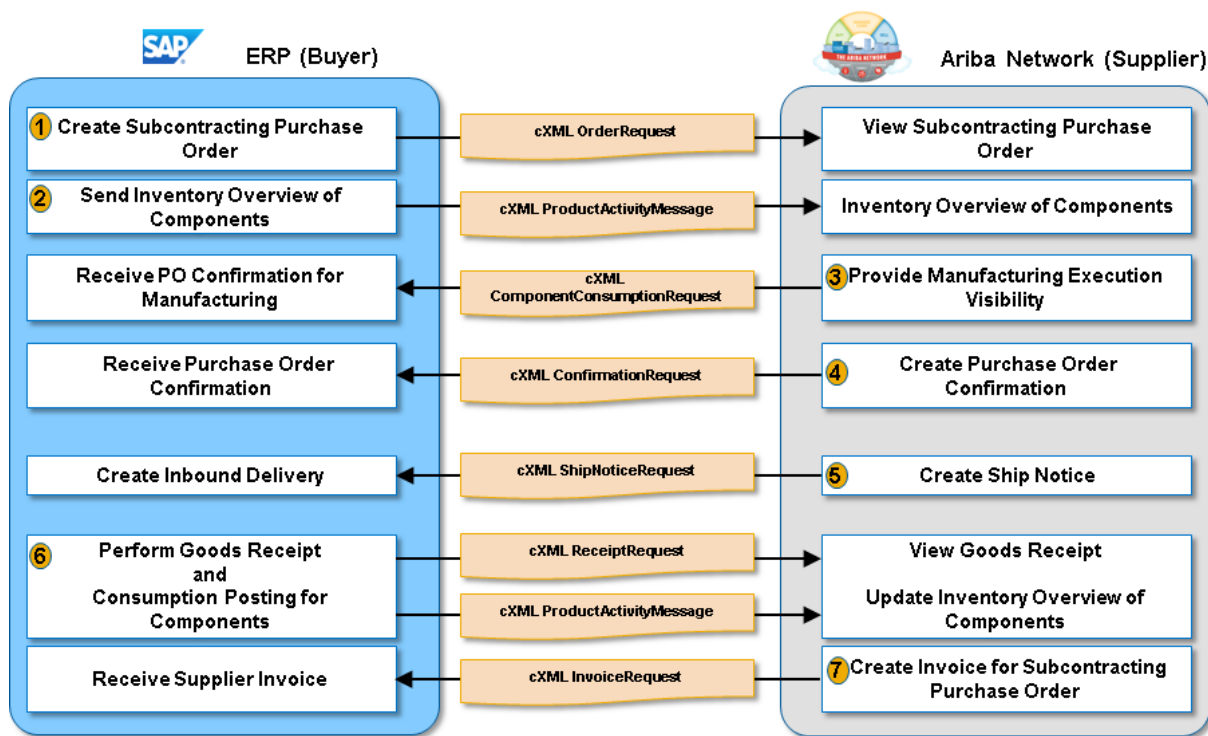 SAP
ERP (Buyer)
THE ARIBA NETWORK
Ariba Network (Supplier)
1 Create Subcontracting Purchase
Order
cXML OrderRequest
View Subcontracting Purchase
Order
2 Send Inventory Overview of
Components
cXML ProductActivityMessage
Inventory Overview of Components
Receive PO Confirmation for
Manufacturing
cXML
ComponentConsumptionRequest
3 Provide Manufacturing Execution
Visibility
Receive Purchase Order
Confirmation
cXML ConfirmationRequest
4 Create Purchase Order
Confirmation
Create Inbound Delivery
cXML ShipNoticeRequest
5 Create Ship Notice
6 Perform Goods Receipt
and
Consumption Posting for
Components
cXML ReceiptRequest
cXML ProductActivityMessage
View Goods Receipt
Update Inventory Overview of
Components
Receive Supplier Invoice
cXML InvoiceRequest
7 Create Invoice for Subcontracting
Purchase Order